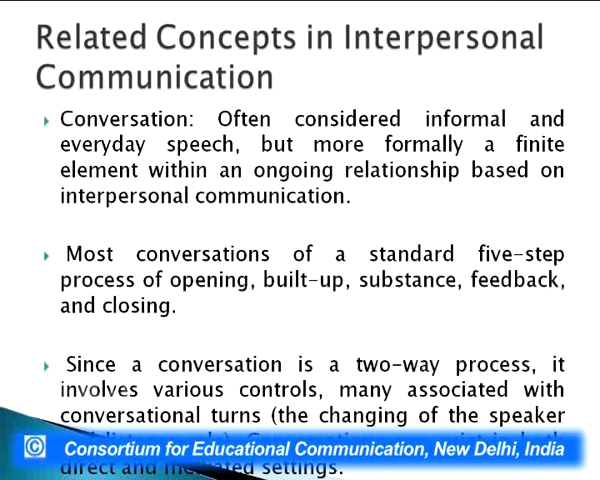 Related Concepts in Interpersonal
Communication
Conversation: Often considered informal and
everyday speech, but more formally a finite
element within an ongoing relationship based on
interpersonal communication.
Most conversations of a standard five-step
process of opening, built-up, substance, feedback,
and closing.
Since a conversation is a two-way process, it
involves various controls, many associated with
conversational turns (the changing of the speaker
© Consortium for Educational Communication, New Delhi, India
direct and mediated settings.